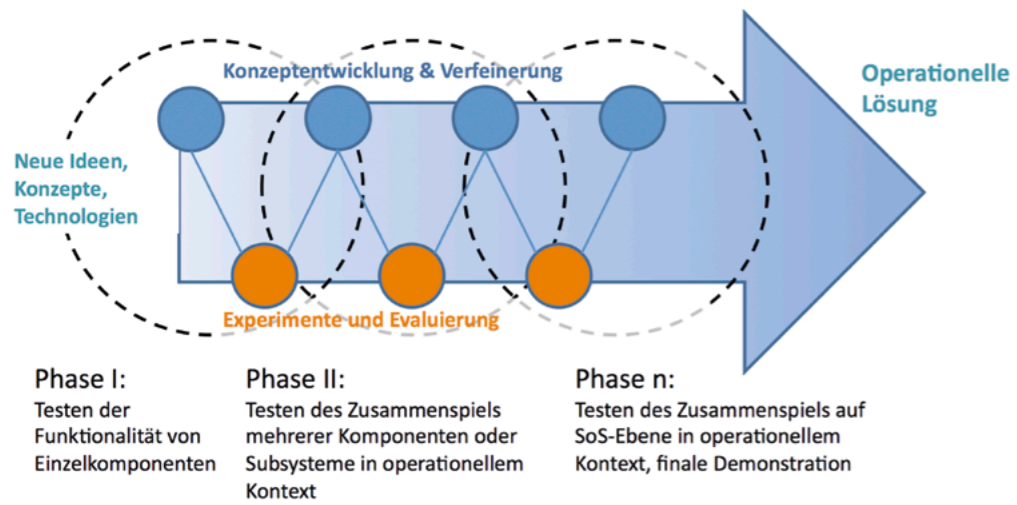 Konzeptentwicklung & Verfeinerung
Operationelle
Lösung
Neue Ideen,
Konzepte,
Technologien
Experimente und Evaluierung
Phase I:
Testen der
Funktionalität von
Einzelkomponenten
Phase II:
Testen des Zusammenspiels
mehrerer Komponenten oder
Subsysteme in operationellem
Kontext
Phase n:
Testen des Zusammenspiels auf
SoS-Ebene in operationellem
Kontext, finale Demonstration